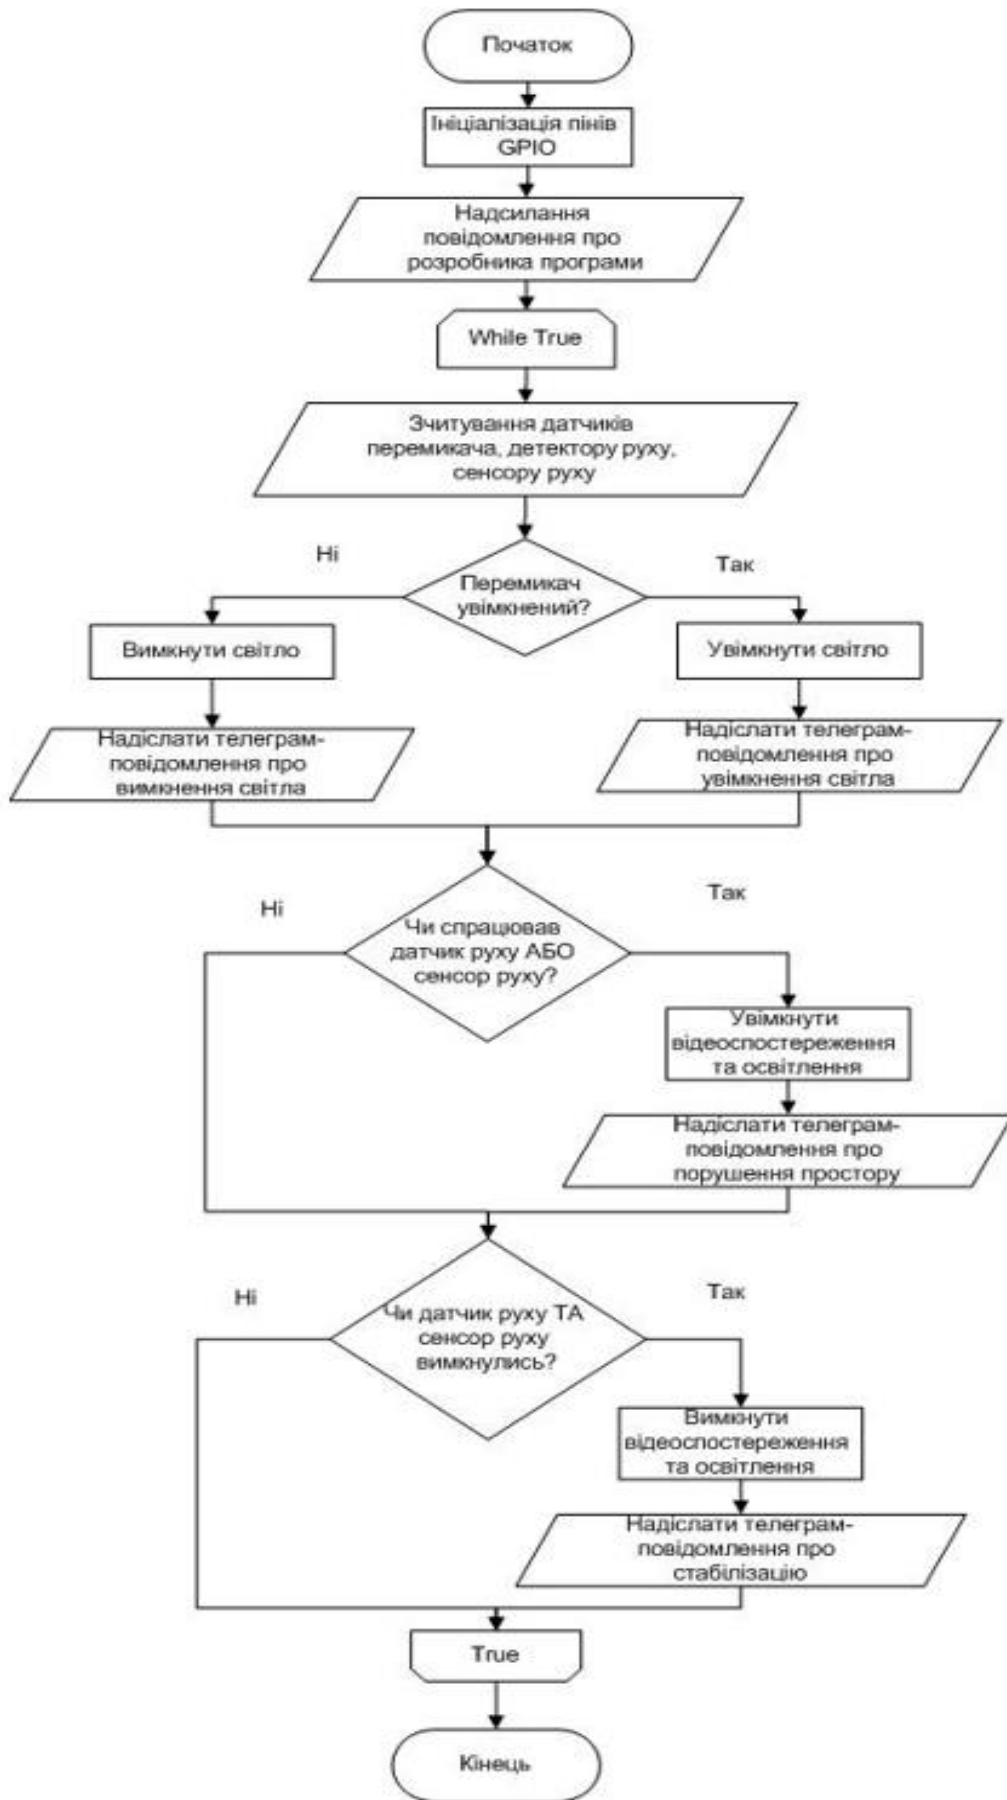 Початок
Ініціалізація пінів
GPIO
Надсилання
повідомлення про
розробника програми
While True
Зчитування датчиків
перемикача, детектору руху,
сенсору руху
Ні
Так
Перемикач
увімкнений?
Вимкнути світло
Увімкнути світло
Надіслати телеграм-
повідомлення про
вимкнення світла
Надіслати телеграм-
повідомлення про
увімкнення світла
Ні
Так
Чи спрацював
датчик руху АБО
сенсор руху?
Увімкнути
відеоспостереження
та освітлення
Надіслати телеграм-
повідомлення про
порушення простору
Ні
Так
Чи датчик руху ТА
сенсор руху
вимкнулись?
Вимкнути
відеоспостереження
та освітлення
Надіслати телеграм-
повідомлення про
стабілізацію
True
Кінець